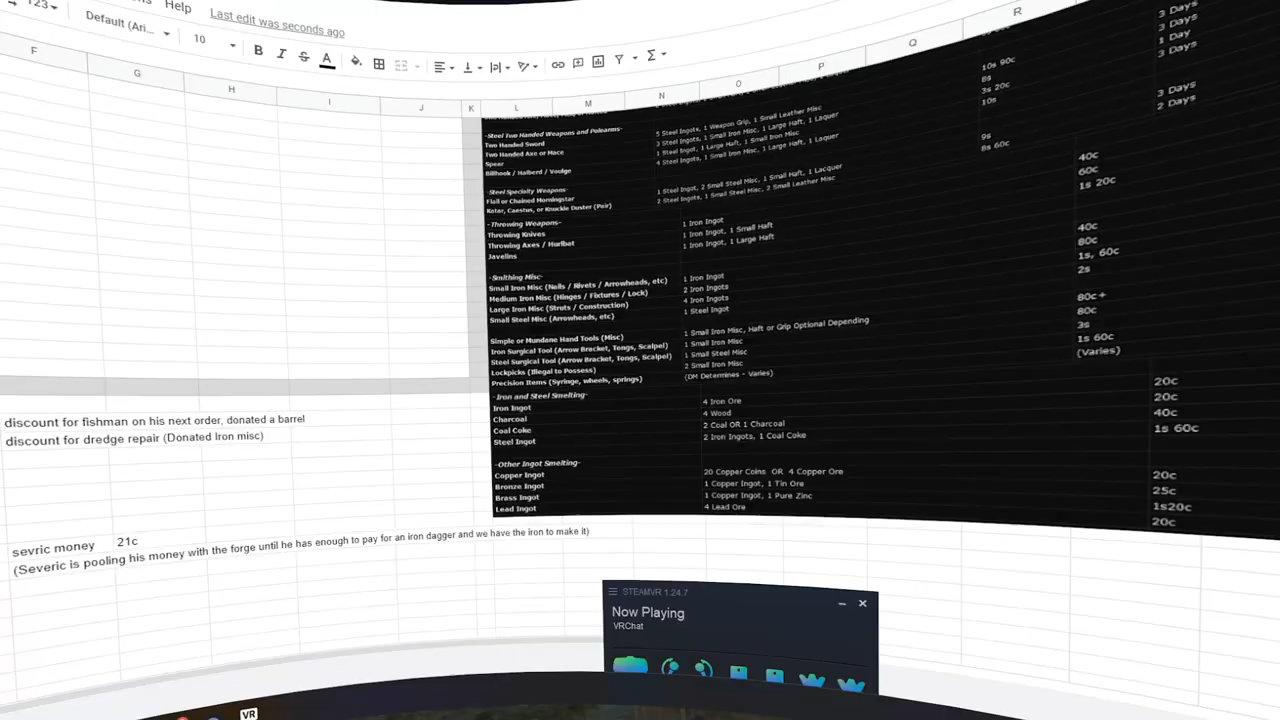 123
Help
Last edit was seconds ago
Default (Ari...
10
B
I
S
A
F
G
H
I
J
K
L
M
N
O
P
Q
R
3 Days
3 Days
1 Day
3 Days
3 Days
2 Days
10s 90c
8s
3s 20c
10s
9s
8s 60c
-Steel Two Handed Weapons and Polearms-
Two Handed Sword 5 Steel Ingots, 1 Weapon Grip, 1 Small Leather Misc
Two Handed Axe or Mace 3 Steel Ingots, 1 Small Iron Misc, 1 Large Haft, 1 Laquer
Spear 1 Steel Ingot, 1 Large Haft, 1 Small Iron Misc
Billhook / Halberd / Voulge 4 Steel Ingots, 1 Small Iron Misc, 1 Large Haft, 1 Laquer
-Steel Specialty Weapons-
Flail or Chained Morningstar 1 Steel Ingot, 2 Small Steel Misc, 1 Small Haft, 1 Laquer
Katar, Caestus, or Knuckle Duster (Pair) 2 Steel Ingots, 1 Small Steel Misc, 2 Small Leather Misc
-Throwing Weapons-
Throwing Knives 1 Iron Ingot 40c
Throwing Axes / Hurlbat 1 Iron Ingot, 1 Small Haft 60c
Javelins 1 Iron Ingot, 1 Large Haft 1s 20c
-Smithing Misc-
Small Iron Misc (Nails / Rivets / Arrowheads, etc) 1 Iron Ingot 40c
Medium Iron Misc (Hinges / Fixtures / Lock) 2 Iron Ingots 80c
Large Iron Misc (Struts / Construction) 4 Iron Ingots 1s, 60c
Small Steel Misc (Arrowheads, etc) 1 Steel Ingot 2s
Simple or Mundane Hand Tools (Misc) 1 Small Iron Misc, Haft or Grip Optional Depending 80c+
Iron Surgical Tool (Arrow Bracket, Tongs, Scalpel) 1 Small Iron Misc 80c
Steel Surgical Tool (Arrow Bracket, Tongs, Scalpel) 1 Small Steel Misc 3s
Lockpicks (Illegal to Possess) 2 Small Iron Misc 1s 60c
Precision Items (Syringe, wheels, springs) (DM Determines - Varies) (Varies)
-Iron and Steel Smelting-
Iron Ingot 4 Iron Ore 20c
Charcoal 4 Wood 20c
Coal Coke 2 Coal OR 1 Charcoal 40c
Steel Ingot 2 Iron Ingots, 1 Coal Coke 1s 60c
-Other Ingot Smelting-
Copper Ingot 20 Copper Coins OR 4 Copper Ore 20c
Bronze Ingot 1 Copper Ingot, 1 Tin Ore 25c
Brass Ingot 1 Copper Ingot, 1 Pure Zinc 1s20c
Lead Ingot 4 Lead Ore 20c
discount for fishman on his next order, donated a barrel
discount for dredge repair (Donated Iron misc)
sevric money 21c
(Severic is pooling his money with the forge until he has enough to pay for an iron dagger and we have the iron to make it)
STEAMVR 1.24.7
Now Playing
VRChat
VR